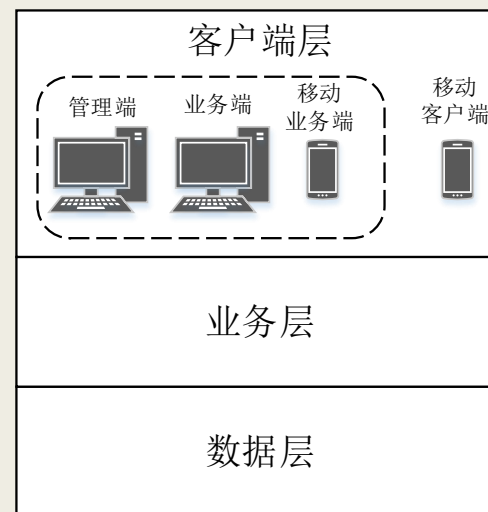 客户端层
管理端
业务端
移动
业务端
移动
客户端
业务层
数据层